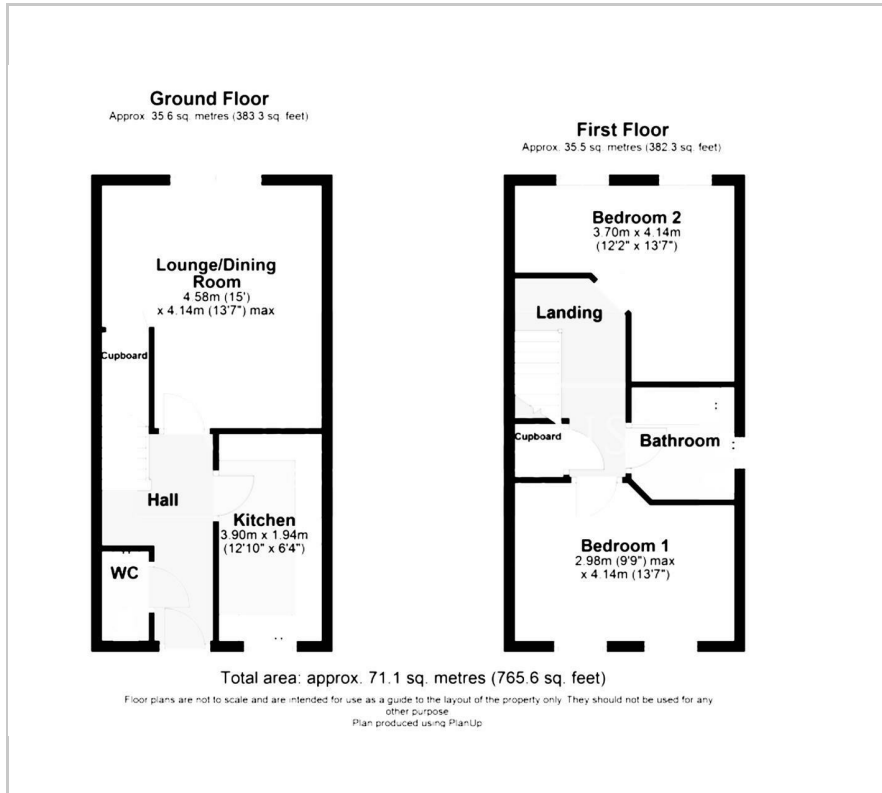 Ground Floor
Approx. 35.6 sq. metres (383.3 sq. feet)
Lounge/Dining
Room
4.58m (15')
x 4.14m (13'7") max
Cupboard
Hall
Kitchen
3.90m x 1.94m
(12'10" x 6'4")
WC
First Floor
Approx. 35.5 sq. metres (382.3 sq. feet)
Bedroom 2
3.70m x 4.14m
(12'2" x 13'7")
Landing
Cupboard
Bathroom
Bedroom 1
2.98m (9'9") max
x 4.14m (13'7")
Total area: approx. 71.1 sq. metres (765.6 sq. feet)
Floor plans are not to scale and are intended for use as a guide to the layout of the property only They should not be used for any
other purpose
Plan produced using PlanUp